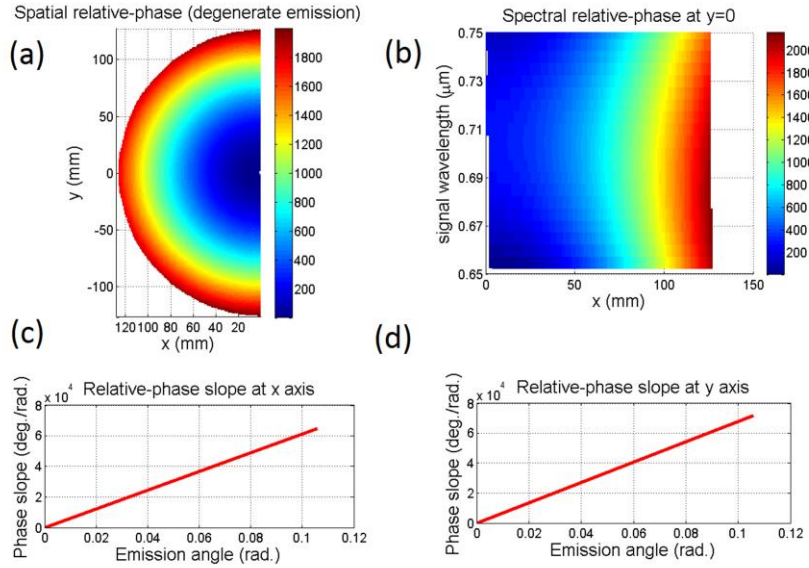 Spatial relative-phase (degenerate emission)
(a)
y (mm)
100
50
0
-50
-100
120 100 80 60 40 20
x (mm)
1800
1600
1400
1200
1000
800
600
400
200
Spectral relative-phase at y=0
(b)
signal wavelength (μm)
0.75
0.73
0.71
0.69
0.67
0.65
0 50 100 150
x (mm)
2000
1800
1600
1400
1200
1000
800
600
400
200
(c)
Relative-phase slope at x axis
Phase slope (deg./rad.)
x 10 4
8
6
4
2
0
0 0.02 0.04 0.06 0.08 0.1 0.12
Emission angle (rad.)
(d)
Relative-phase slope at y axis
Phase slope (deg./rad.)
x 10 4
8
6
4
2
0
0 0.02 0.04 0.06 0.08 0.1 0.12
Emission angle (rad.)